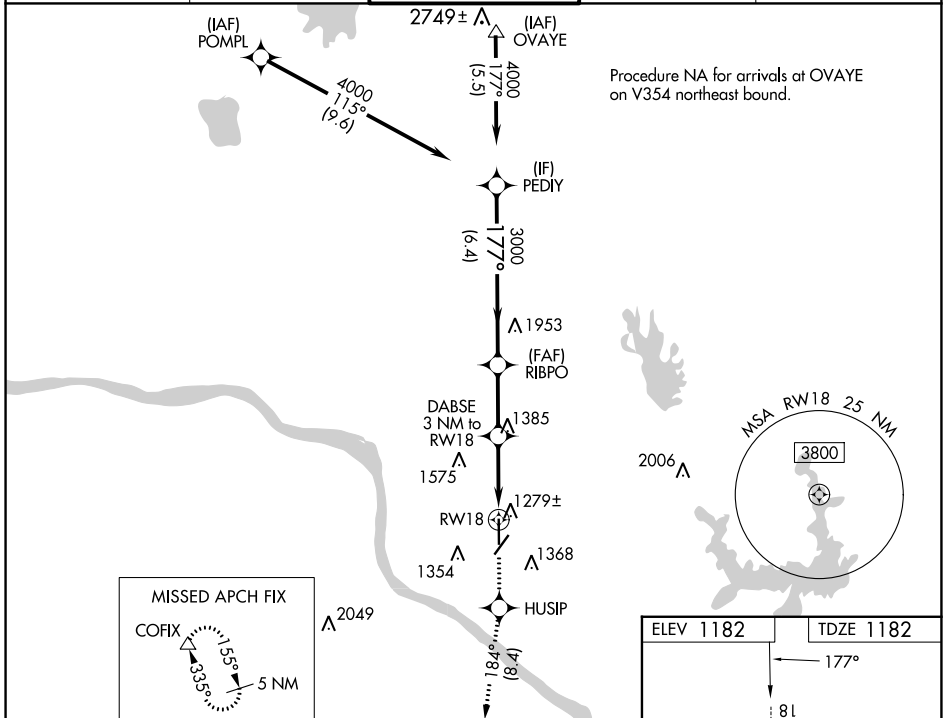 2749±
(IAF)
POMPL
(IAF)
OVAYE
4000
177°
(5.5)
4000
115°
(9.6)
Procedure NA for arrivals at OVAYE
on V354 northeast bound.
(IF)
PEDIY
3000
177°
(6.4)
1953
(FAF)
RIBPO
DABSE
3 NM to
RW18
1385
1575
2006
MSA RW18 25 NM
3800
1279±
RW18
1354
1368
HUSIP
184°
(8.4)
MISSED APCH FIX
COFIX
155°
335°
5 NM
2049
ELEV 1182
TDZE 1182
177°
18